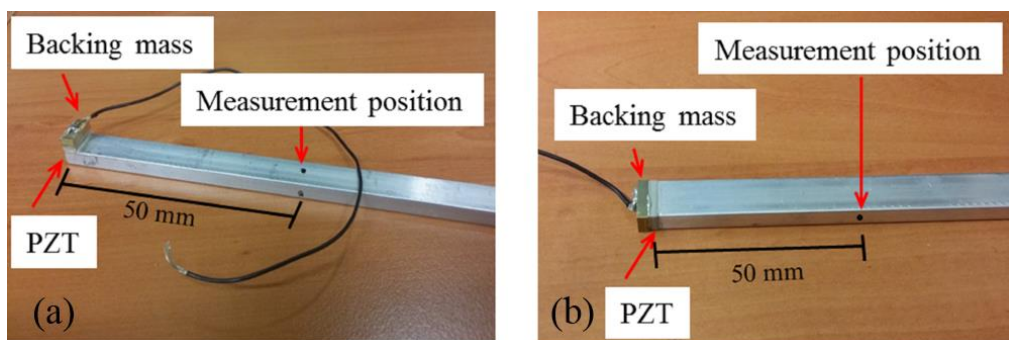 Backing mass
Measurement position
50 mm
PZT
(a)
Measurement position
Backing mass
50 mm
PZT
(b)